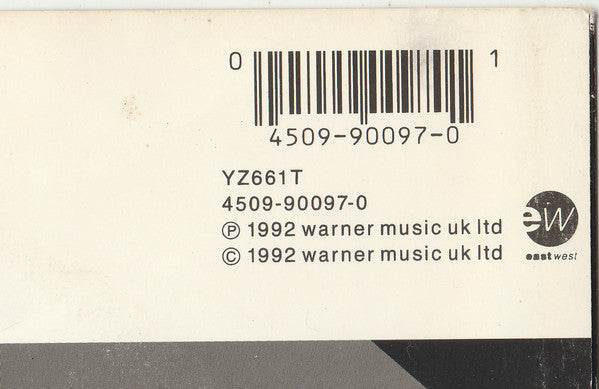 0 1
4509-90097-0
YZ661T
4509-90097-0
Ⓟ 1992 warner music uk ltd
© 1992 warner music uk ltd
ew
east west